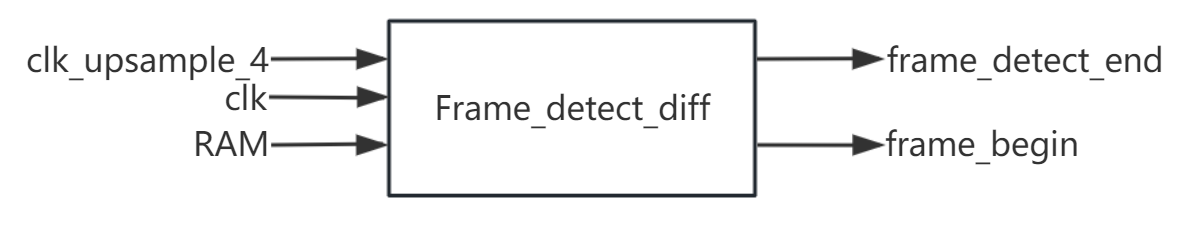 clk_upsample_4
clk
RAM
Frame_detect_diff
frame_detect_end
frame_begin